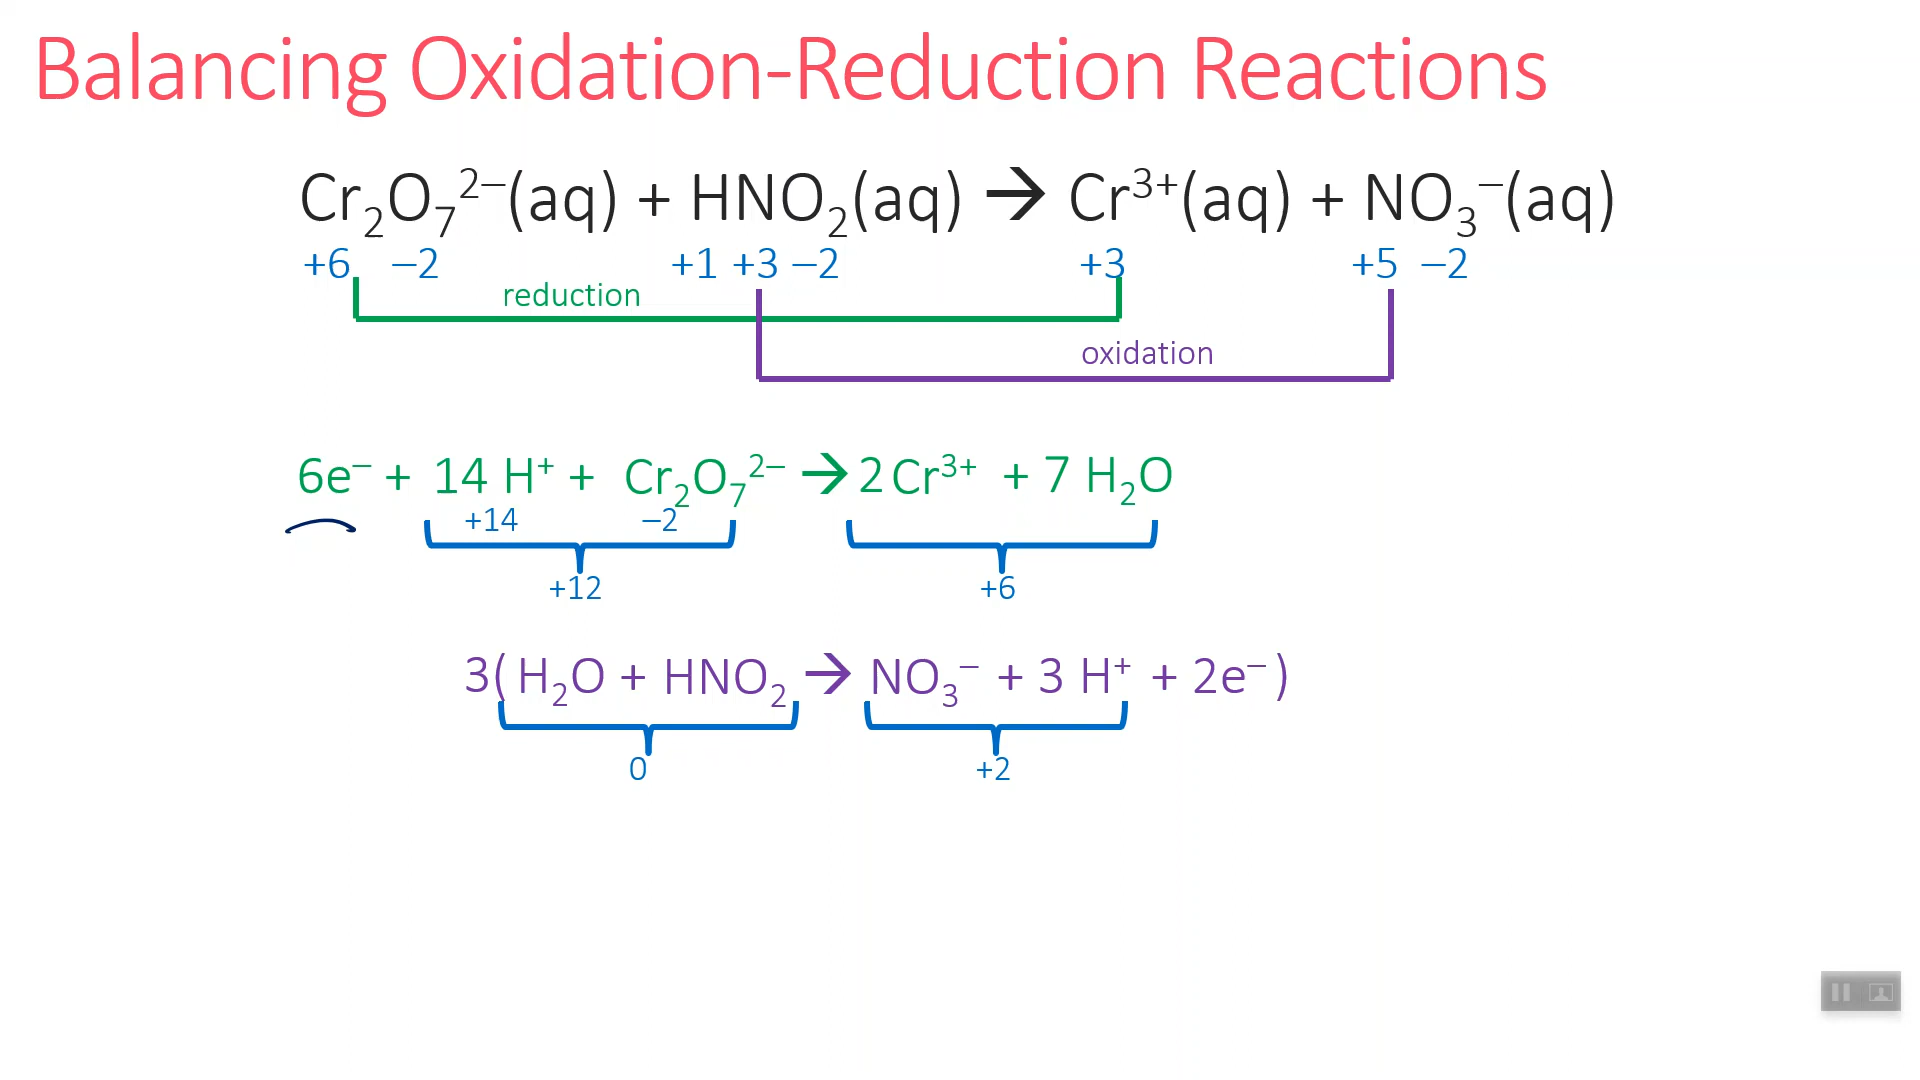 Balancing Oxidation-Reduction Reactions
Cr₂O₇²⁻(aq) + HNO₂(aq) → Cr³⁺(aq) + NO₃⁻(aq)
+6 –2 +1 +3 –2 +3 +5 –2
reduction
oxidation
6e⁻ + 14 H⁺ + Cr₂O₇²⁻ → 2 Cr³⁺ + 7 H₂O
+14 –2
+12 +6
3( H₂O + HNO₂ → NO₃⁻ + 3 H⁺ + 2e⁻ )
0 +2